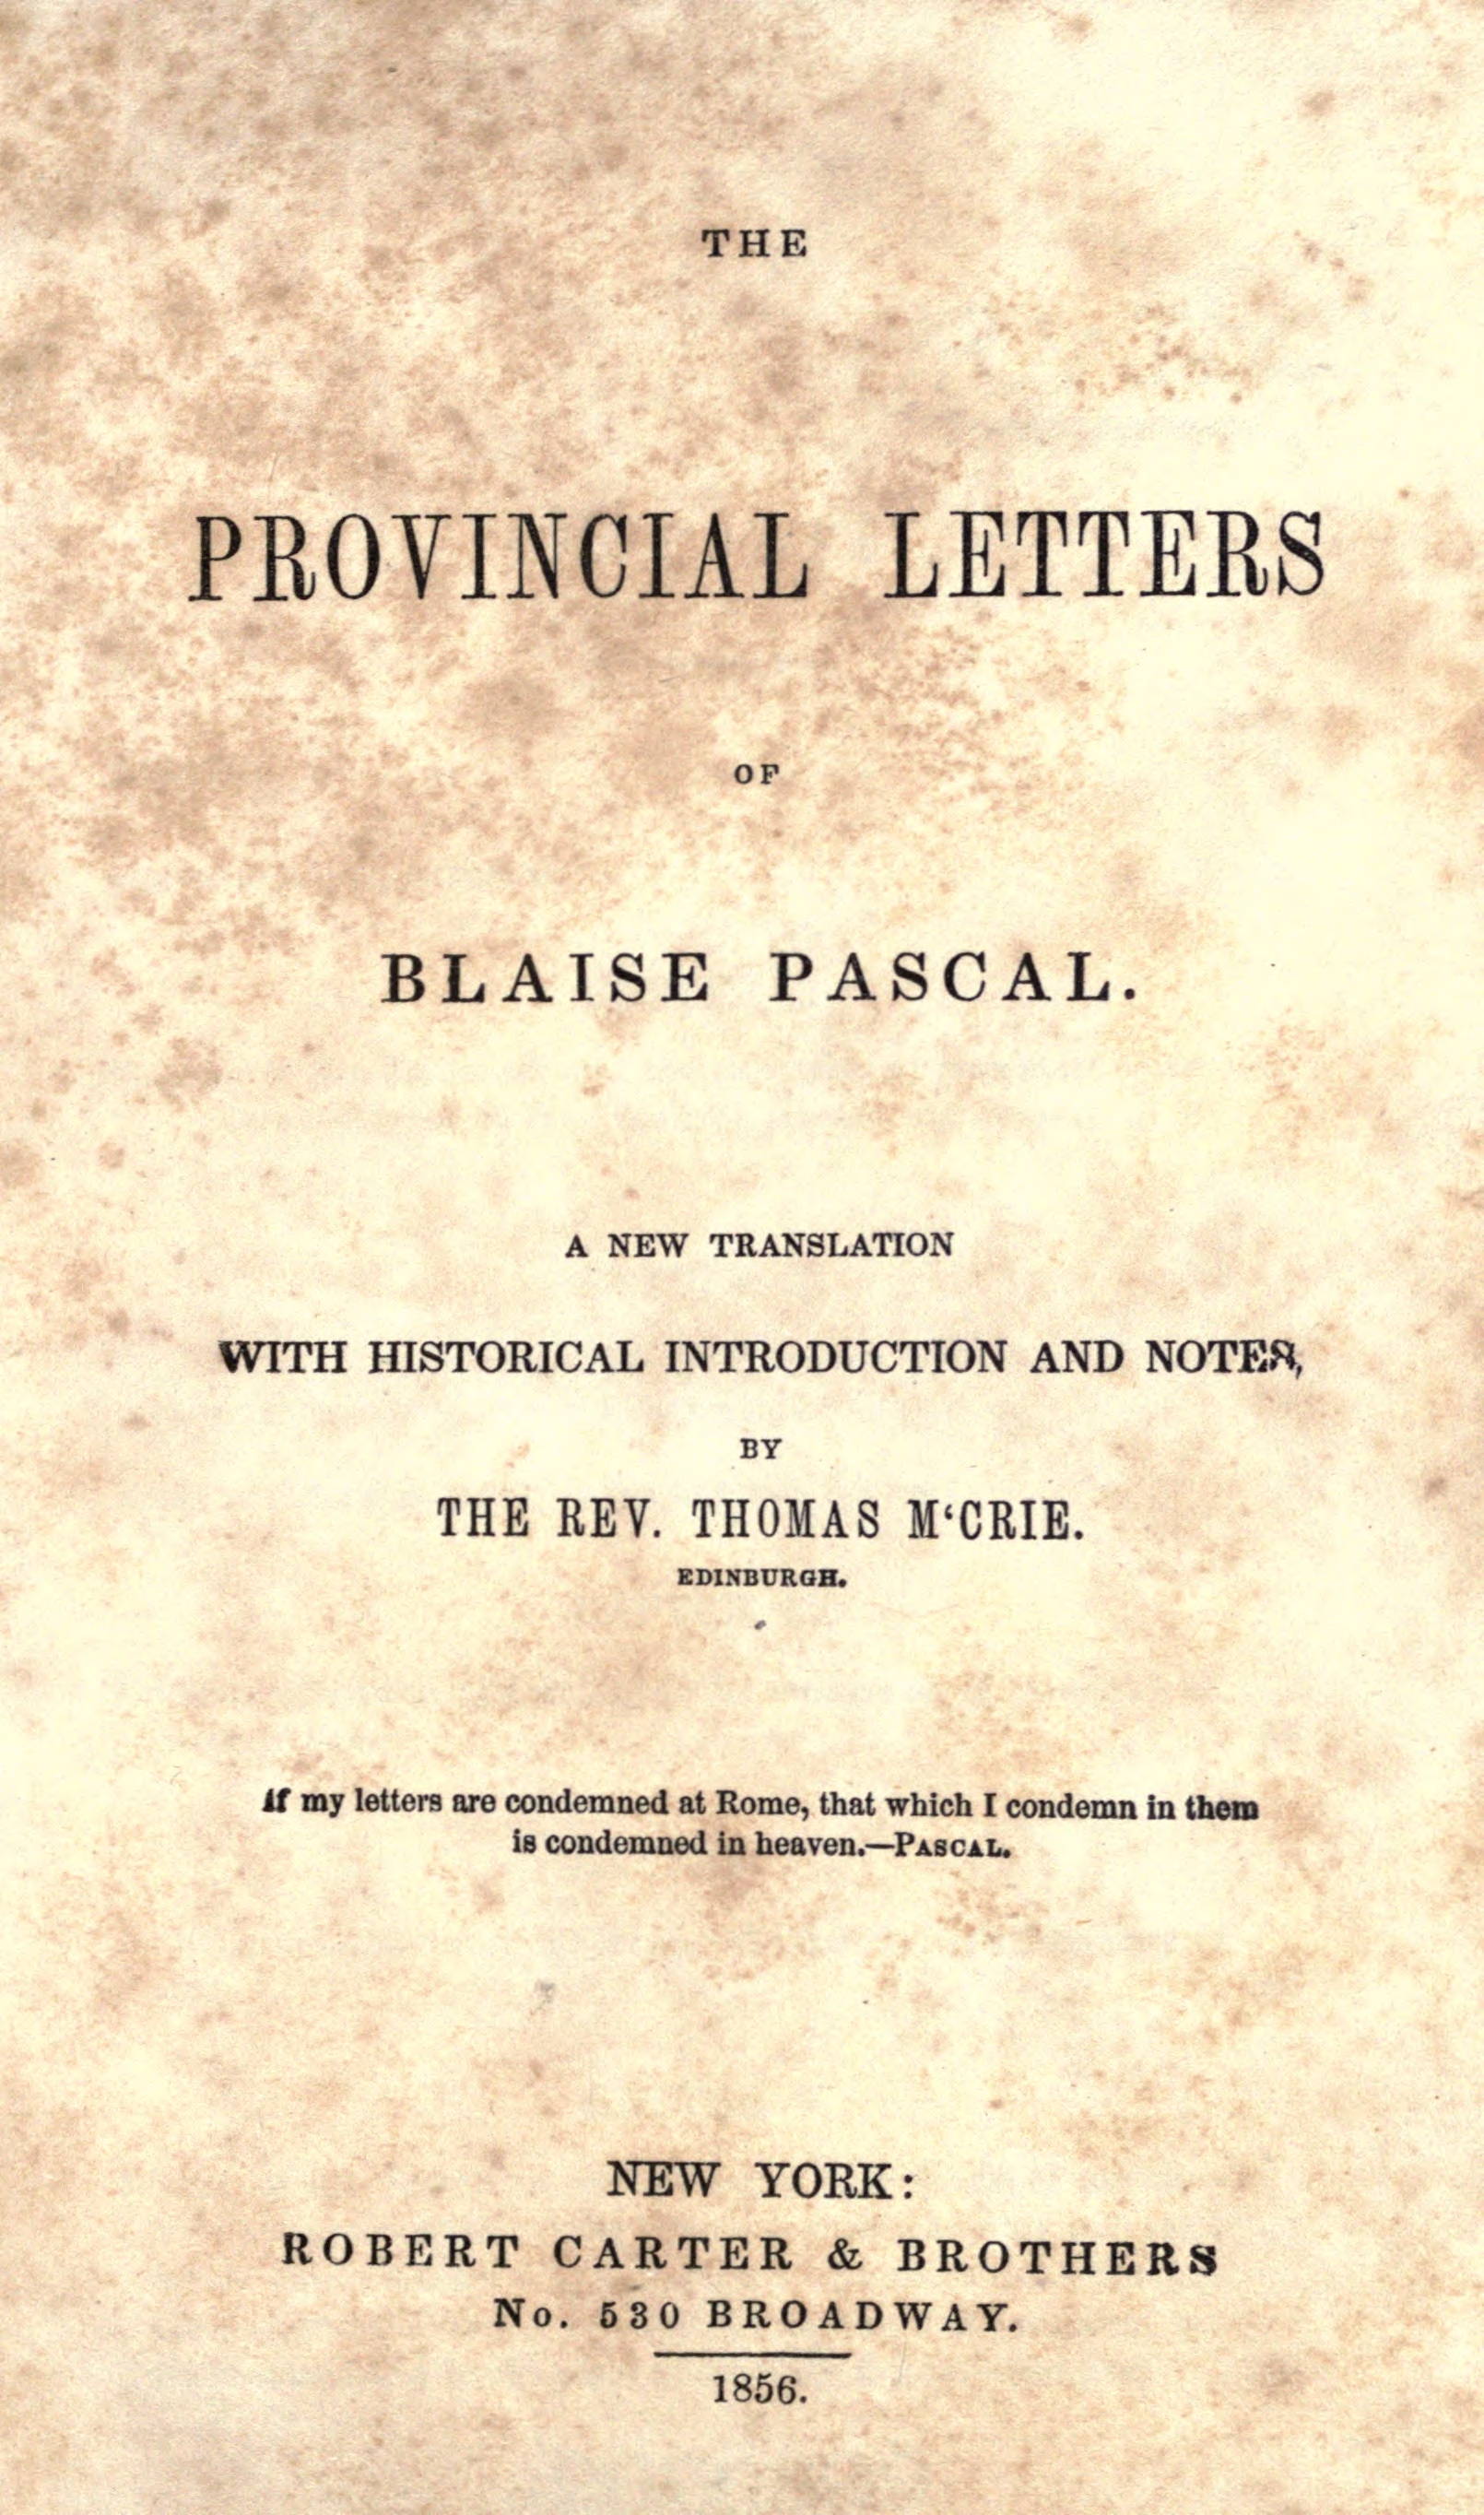 THE
PROVINCIAL LETTERS
OF
BLAISE PASCAL.
A NEW TRANSLATION
WITH HISTORICAL INTRODUCTION AND NOTES,
BY
THE REV. THOMAS M‘CRIE.
EDINBURGH.
If my letters are condemned at Rome, that which I condemn in them
is condemned in heaven.—PASCAL.
NEW YORK:
ROBERT CARTER & BROTHERS
No. 530 BROADWAY.
1856.